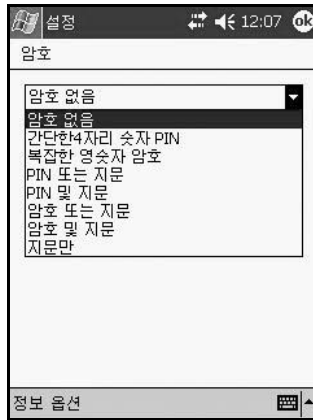 설정 12:07 ok
암호
암호 없음
암호 없음
간단한4자리 숫자 PIN
복잡한 영숫자 암호
PIN 또는 지문
PIN 및 지문
암호 또는 지문
암호 및 지문
지문만
정보 옵션